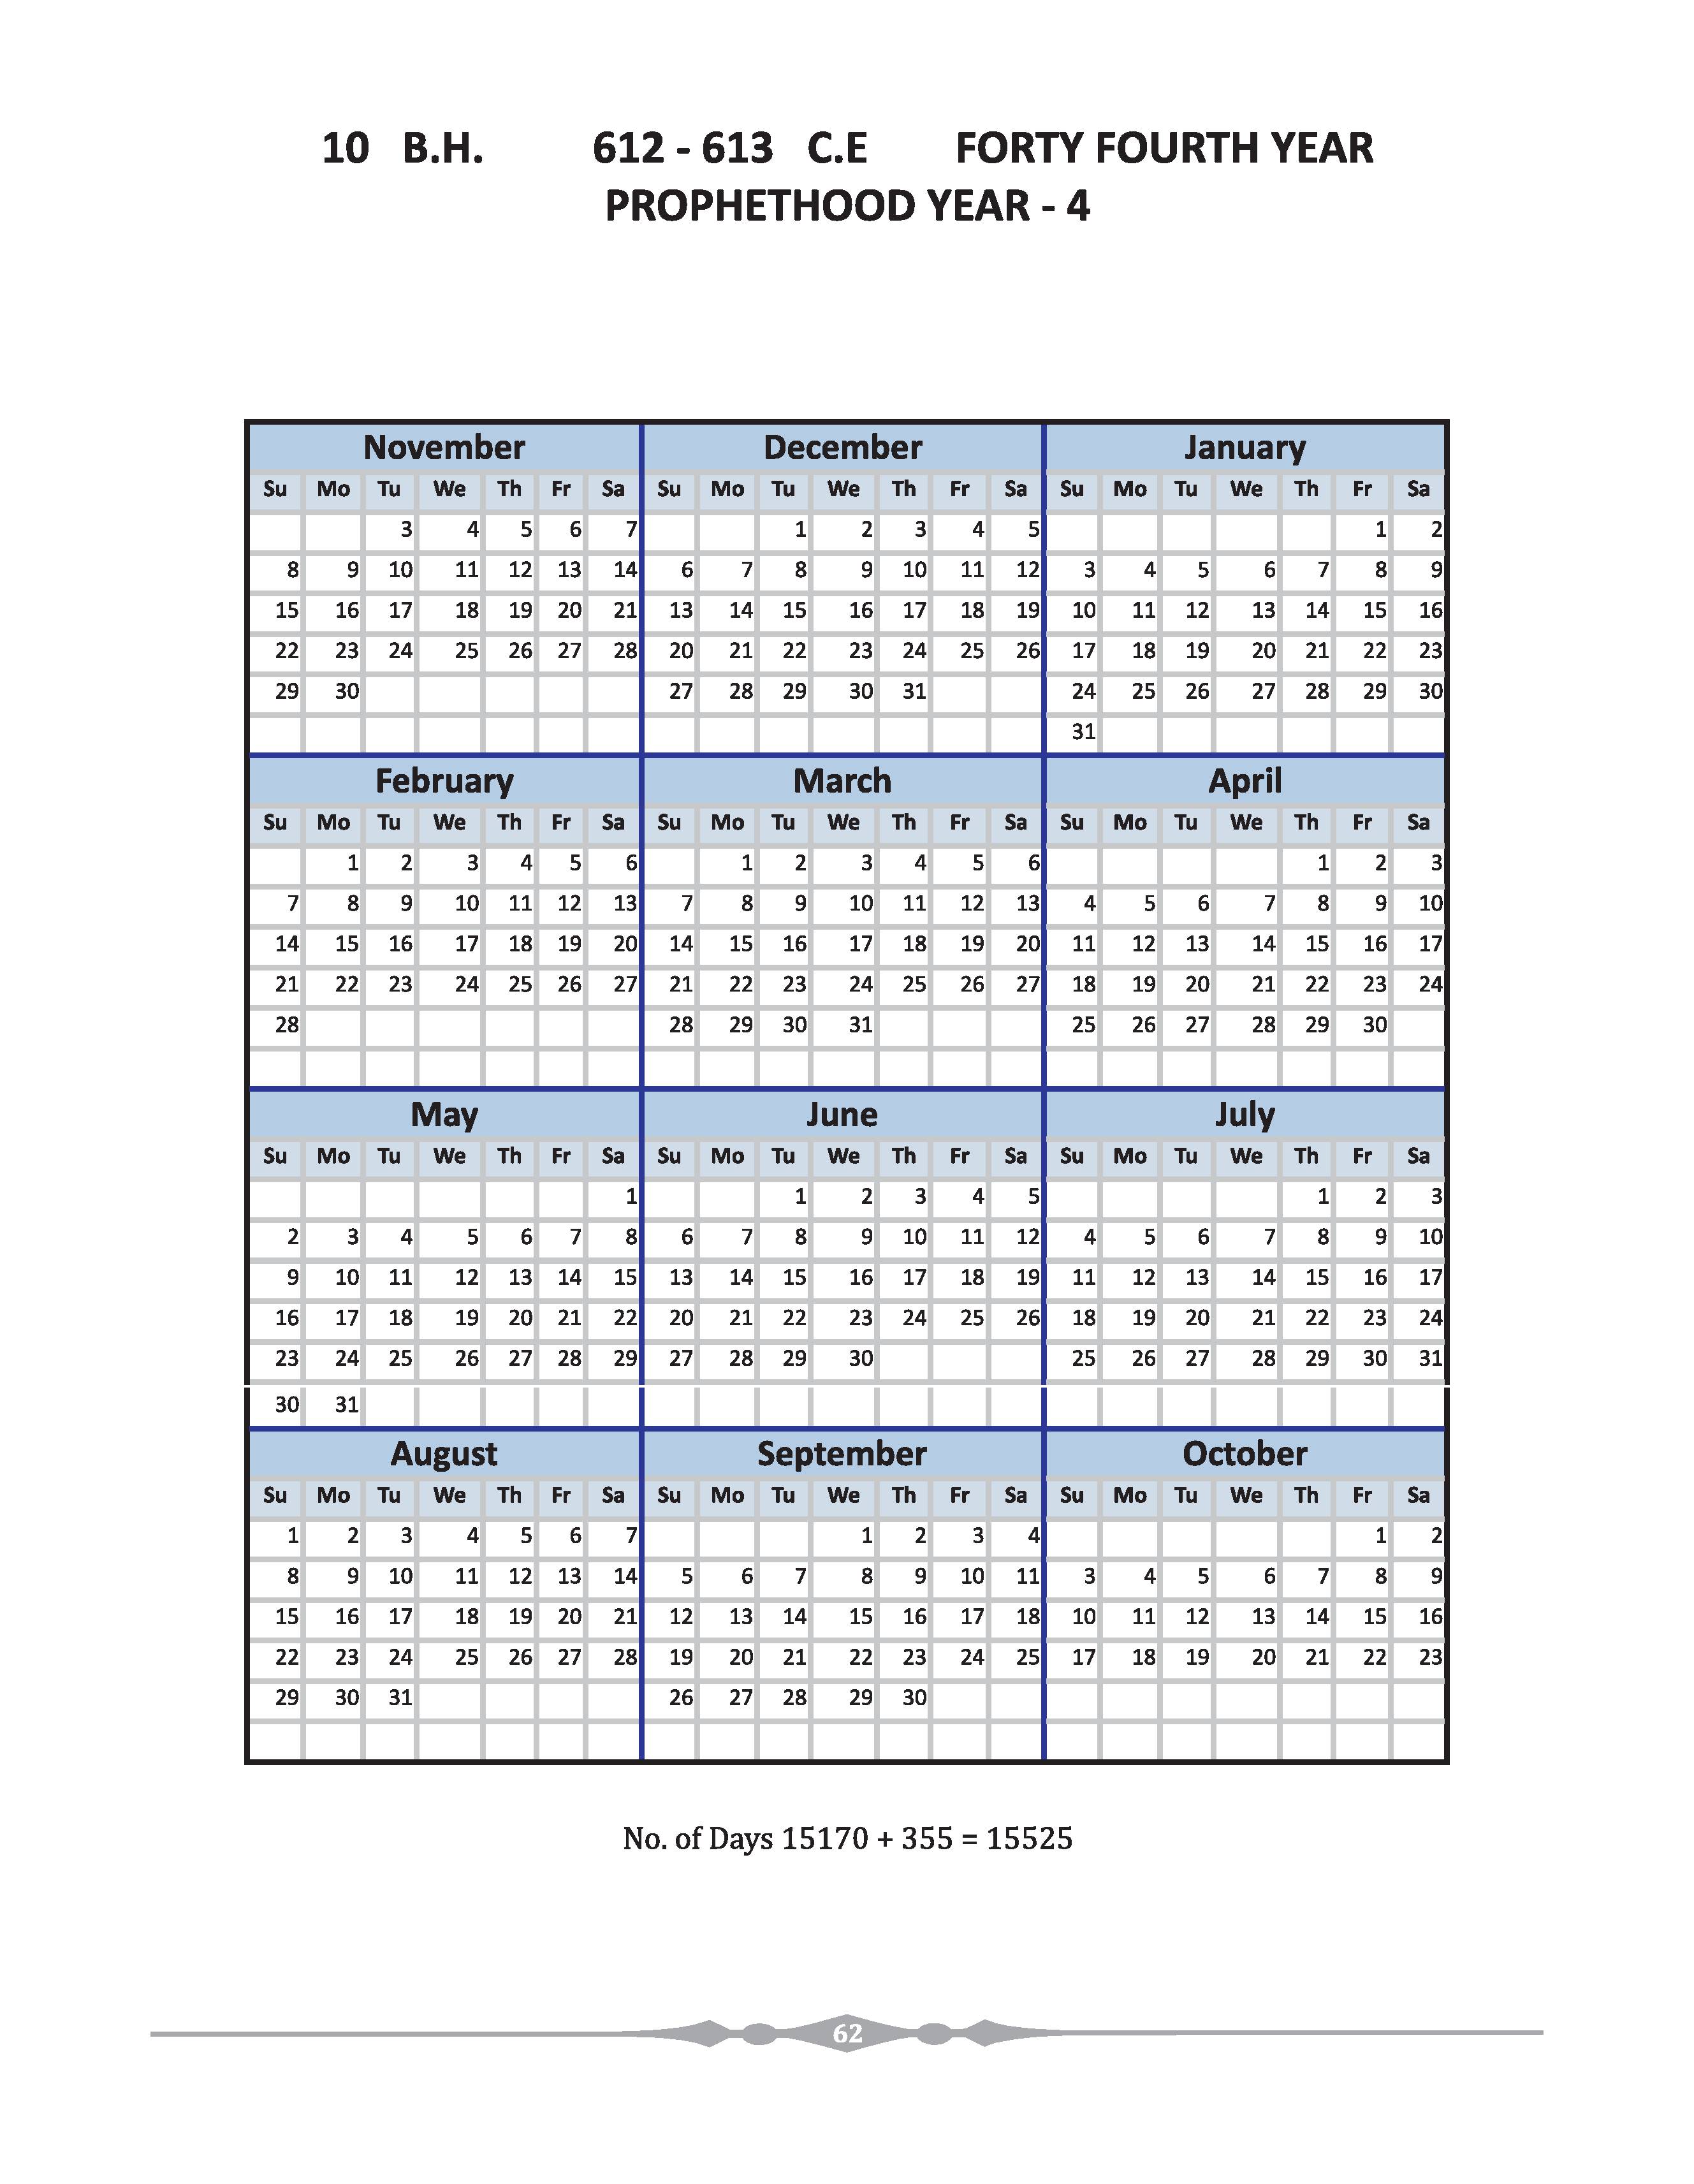 10 B.H. 612 - 613 C.E FORTY FOURTH YEAR
PROPHETHOOD YEAR - 4
November December January
Su Mo Tu We Th Fr Sa Su Mo Tu We Th Fr Sa Su Mo Tu We Th Fr Sa
3 4 5 6 7 1 2 3 4 5 1 2
8 9 10 11 12 13 14 6 7 8 9 10 11 12 3 4 5 6 7 8 9
15 16 17 18 19 20 21 13 14 15 16 17 18 19 10 11 12 13 14 15 16
22 23 24 25 26 27 28 20 21 22 23 24 25 26 17 18 19 20 21 22 23
29 30 27 28 29 30 31 24 25 26 27 28 29 30
31
February March April
Su Mo Tu We Th Fr Sa Su Mo Tu We Th Fr Sa Su Mo Tu We Th Fr Sa
1 2 3 4 5 6 1 2 3 4 5 6 1 2 3
7 8 9 10 11 12 13 7 8 9 10 11 12 13 4 5 6 7 8 9 10
14 15 16 17 18 19 20 14 15 16 17 18 19 20 11 12 13 14 15 16 17
21 22 23 24 25 26 27 21 22 23 24 25 26 27 18 19 20 21 22 23 24
28 28 29 30 31 25 26 27 28 29 30
May June July
Su Mo Tu We Th Fr Sa Su Mo Tu We Th Fr Sa Su Mo Tu We Th Fr Sa
1 1 2 3 4 5 1 2 3
2 3 4 5 6 7 8 6 7 8 9 10 11 12 4 5 6 7 8 9 10
9 10 11 12 13 14 15 13 14 15 16 17 18 19 11 12 13 14 15 16 17
16 17 18 19 20 21 22 20 21 22 23 24 25 26 18 19 20 21 22 23 24
23 24 25 26 27 28 29 27 28 29 30 25 26 27 28 29 30 31
30 31
August September October
Su Mo Tu We Th Fr Sa Su Mo Tu We Th Fr Sa Su Mo Tu We Th Fr Sa
1 2 3 4 5 6 7 1 2 3 4 1 2
8 9 10 11 12 13 14 5 6 7 8 9 10 11 3 4 5 6 7 8 9
15 16 17 18 19 20 21 12 13 14 15 16 17 18 10 11 12 13 14 15 16
22 23 24 25 26 27 28 19 20 21 22 23 24 25 17 18 19 20 21 22 23
29 30 31 26 27 28 29 30
No. of Days 15170 + 355 = 15525
62